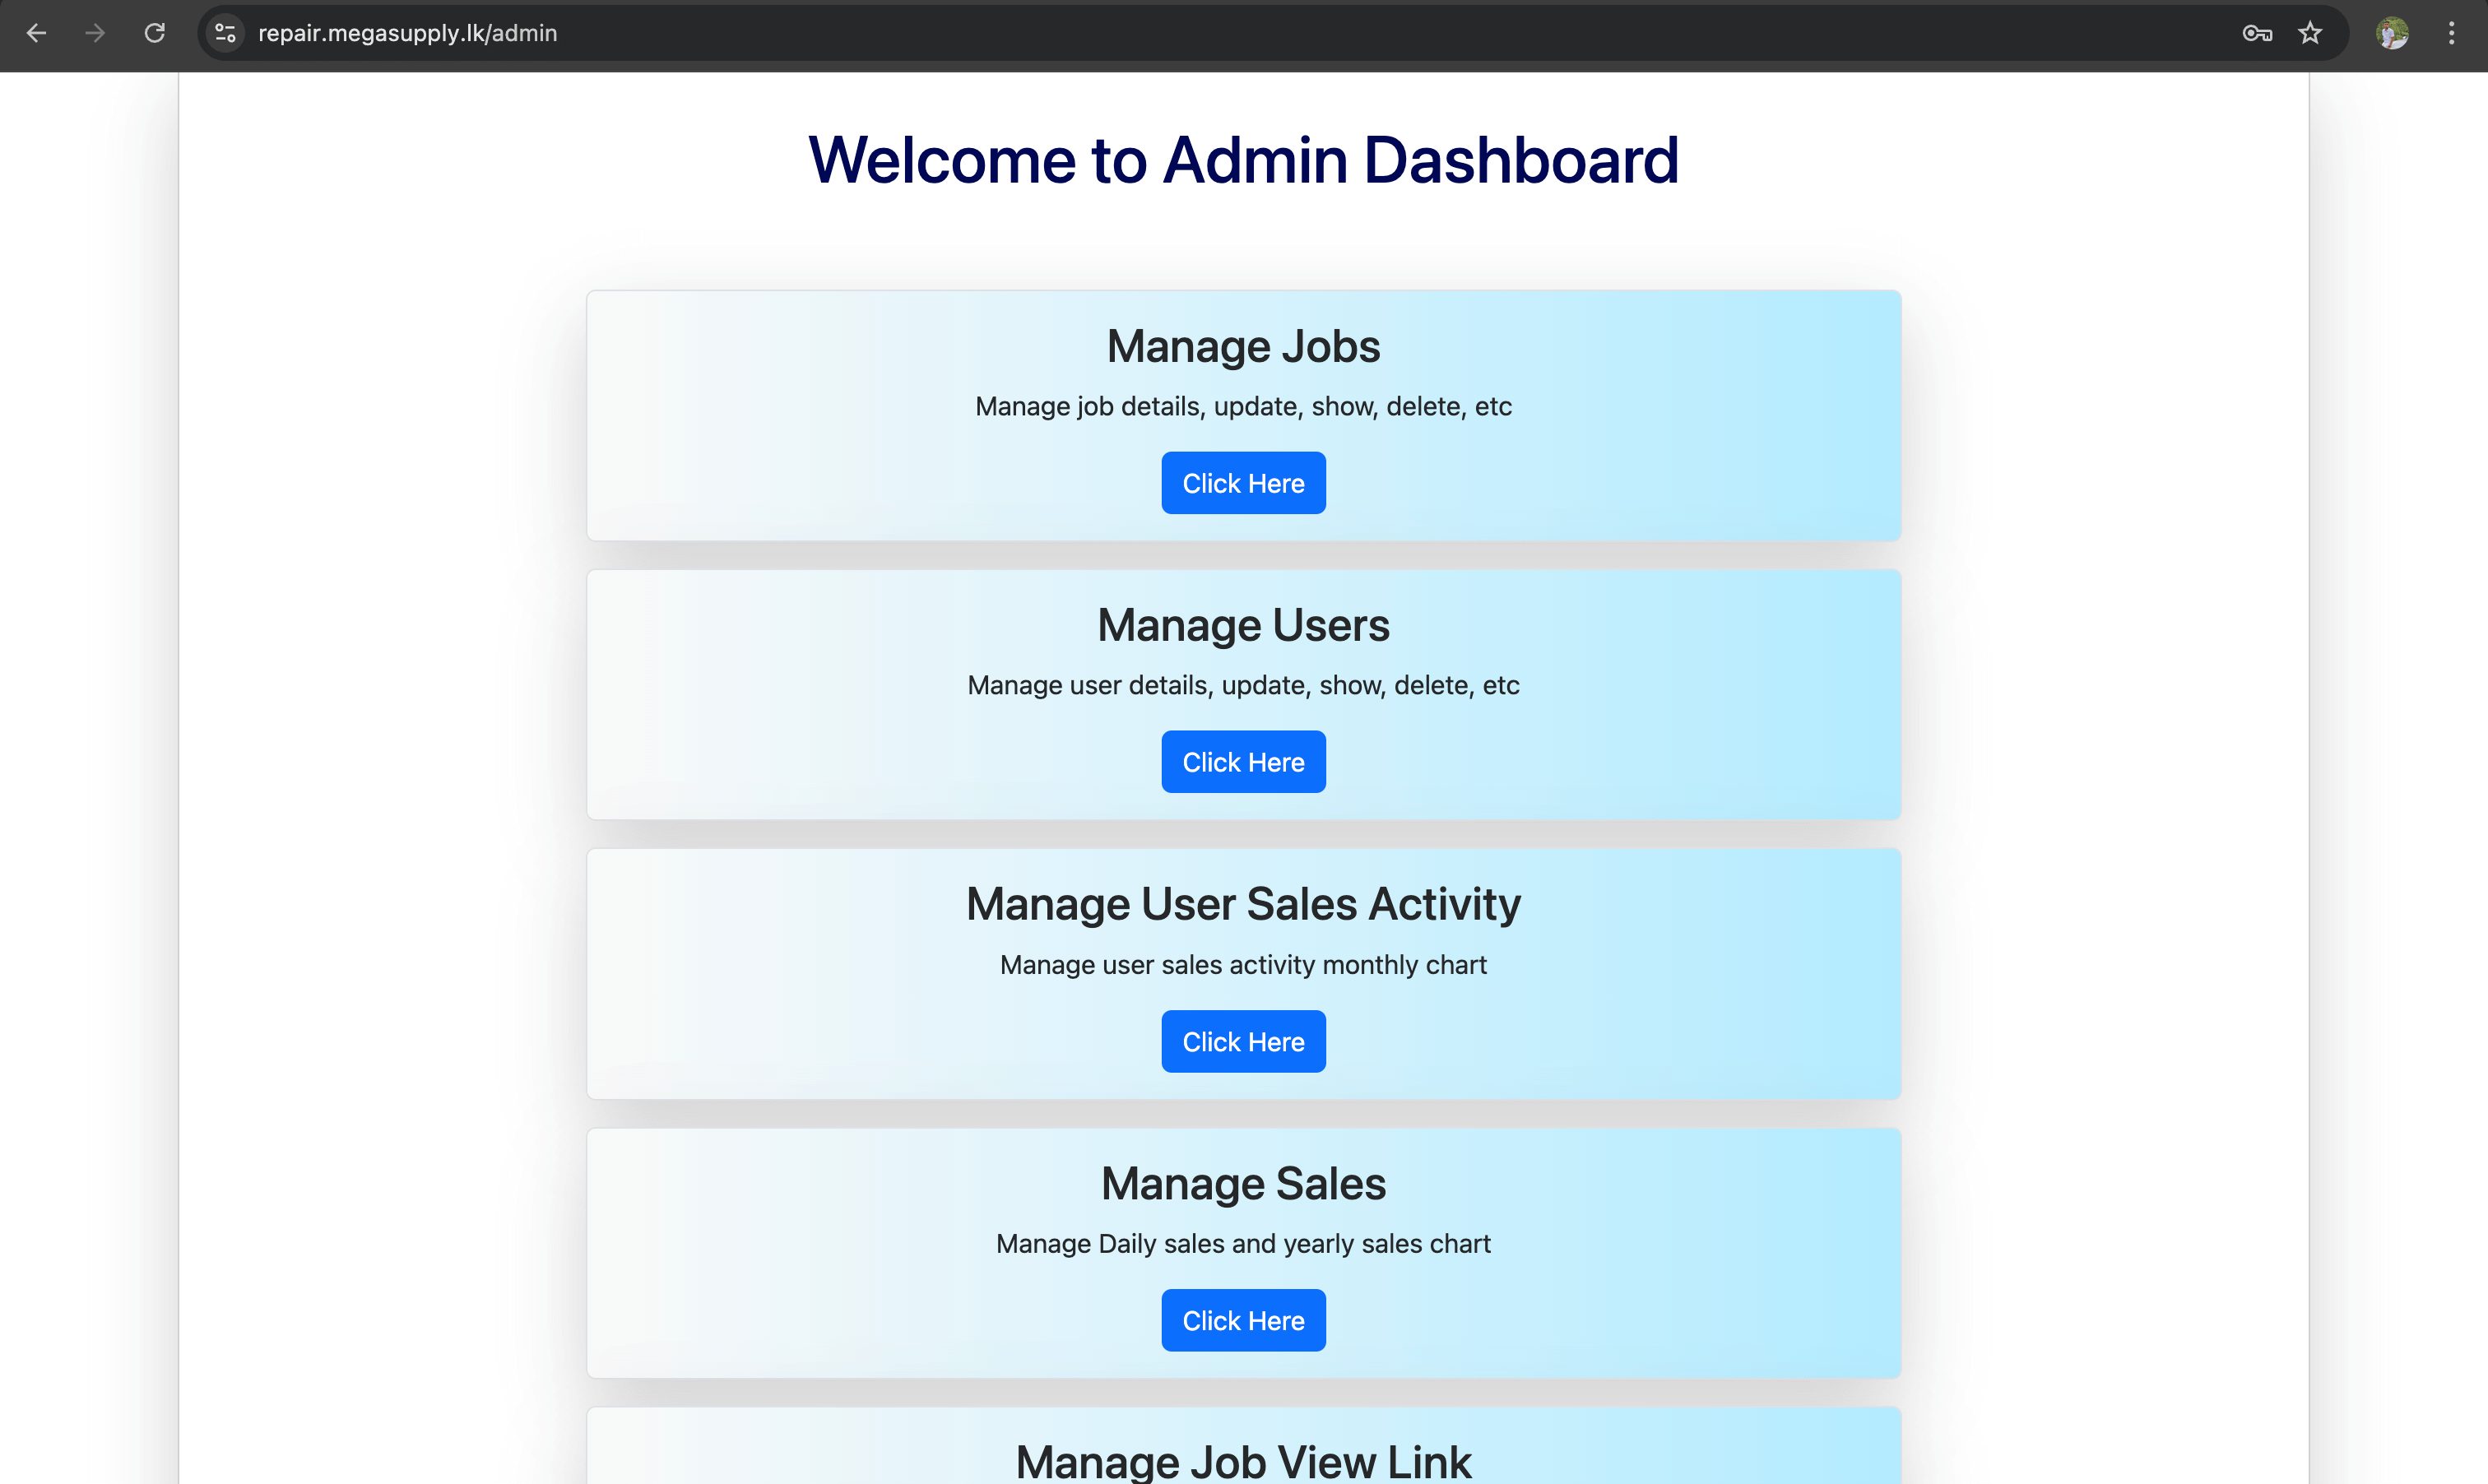 repair.megasupply.lk/admin
Welcome to Admin Dashboard
Manage Jobs
Manage job details, update, show, delete, etc
Click Here
Manage Users
Manage user details, update, show, delete, etc
Click Here
Manage User Sales Activity
Manage user sales activity monthly chart
Click Here
Manage Sales
Manage Daily sales and yearly sales chart
Click Here
Manage Job View Link